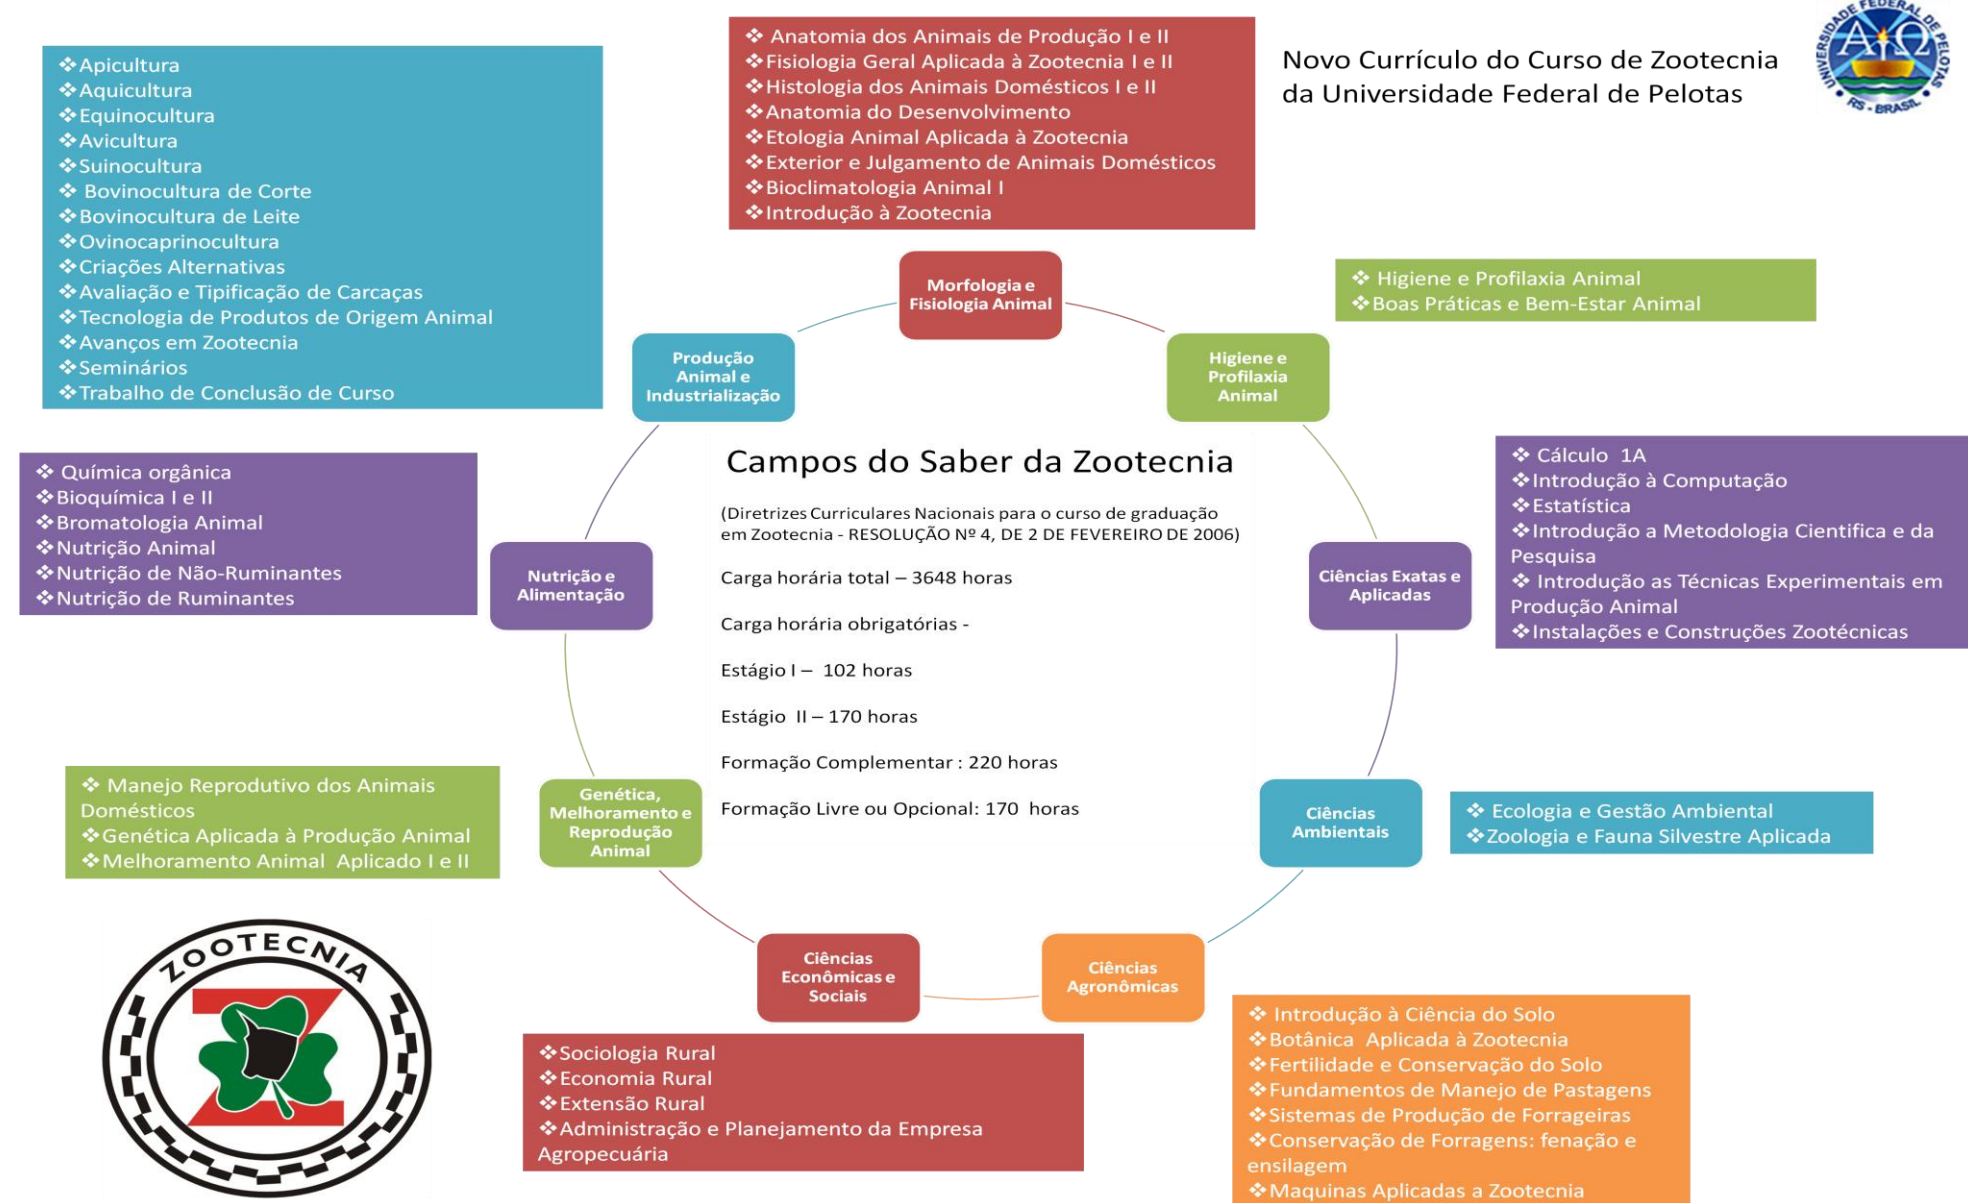 Novo Currículo do Curso de Zootecnia
da Universidade Federal de Pelotas
UNIVERSIDADE FEDERAL DE PELOTAS
RS - BRASIL
❖ Anatomia dos Animais de Produção I e II
❖Fisiologia Geral Aplicada à Zootecnia I e II
❖Histologia dos Animais Domésticos I e II
❖Anatomia do Desenvolvimento
❖Etologia Animal Aplicada à Zootecnia
❖Exterior e Julgamento de Animais Domésticos
❖Bioclimatologia Animal I
❖Introdução à Zootecnia
❖Apicultura
❖Aquicultura
❖Equinocultura
❖Avicultura
❖Suinocultura
❖ Bovinocultura de Corte
❖Bovinocultura de Leite
❖Ovinocaprinocultura
❖Criações Alternativas
❖Avaliação e Tipificação de Carcaças
❖Tecnologia de Produtos de Origem Animal
❖Avanços em Zootecnia
❖Seminários
❖Trabalho de Conclusão de Curso
Morfologia e
Fisiologia Animal
❖ Higiene e Profilaxia Animal
❖Boas Práticas e Bem-Estar Animal
Produção
Animal e
Industrialização
Higiene e
Profilaxia
Animal
Campos do Saber da Zootecnia
(Diretrizes Curriculares Nacionais para o curso de graduação
em Zootecnia - RESOLUÇÃO Nº 4, DE 2 DE FEVEREIRO DE 2006)
Carga horária total – 3648 horas
Carga horária obrigatórias -
Estágio I – 102 horas
Estágio II – 170 horas
Formação Complementar : 220 horas
Formação Livre ou Opcional: 170 horas
❖ Química orgânica
❖Bioquímica I e II
❖Bromatologia Animal
❖Nutrição Animal
❖Nutrição de Não-Ruminantes
❖Nutrição de Ruminantes
Nutrição e
Alimentação
Ciências Exatas e
Aplicadas
❖ Cálculo 1A
❖Introdução à Computação
❖Estatística
❖Introdução a Metodologia Cientifica e da
Pesquisa
❖ Introdução as Técnicas Experimentais em
Produção Animal
❖Instalações e Construções Zootécnicas
❖ Manejo Reprodutivo dos Animais
Domésticos
❖Genética Aplicada à Produção Animal
❖Melhoramento Animal Aplicado I e II
Genética,
Melhoramento e
Reprodução
Animal
Ciências
Ambientais
❖ Ecologia e Gestão Ambiental
❖Zoologia e Fauna Silvestre Aplicada
ZOOTECNIA
Z
Ciências
Econômicas e
Sociais
Ciências
Agronômicas
❖Sociologia Rural
❖Economia Rural
❖Extensão Rural
❖Administração e Planejamento da Empresa
Agropecuária
❖ Introdução à Ciência do Solo
❖Botânica Aplicada à Zootecnia
❖Fertilidade e Conservação do Solo
❖Fundamentos de Manejo de Pastagens
❖Sistemas de Produção de Forrageiras
❖Conservação de Forragens: fenação e
ensilagem
❖Maquinas Aplicadas a Zootecnia